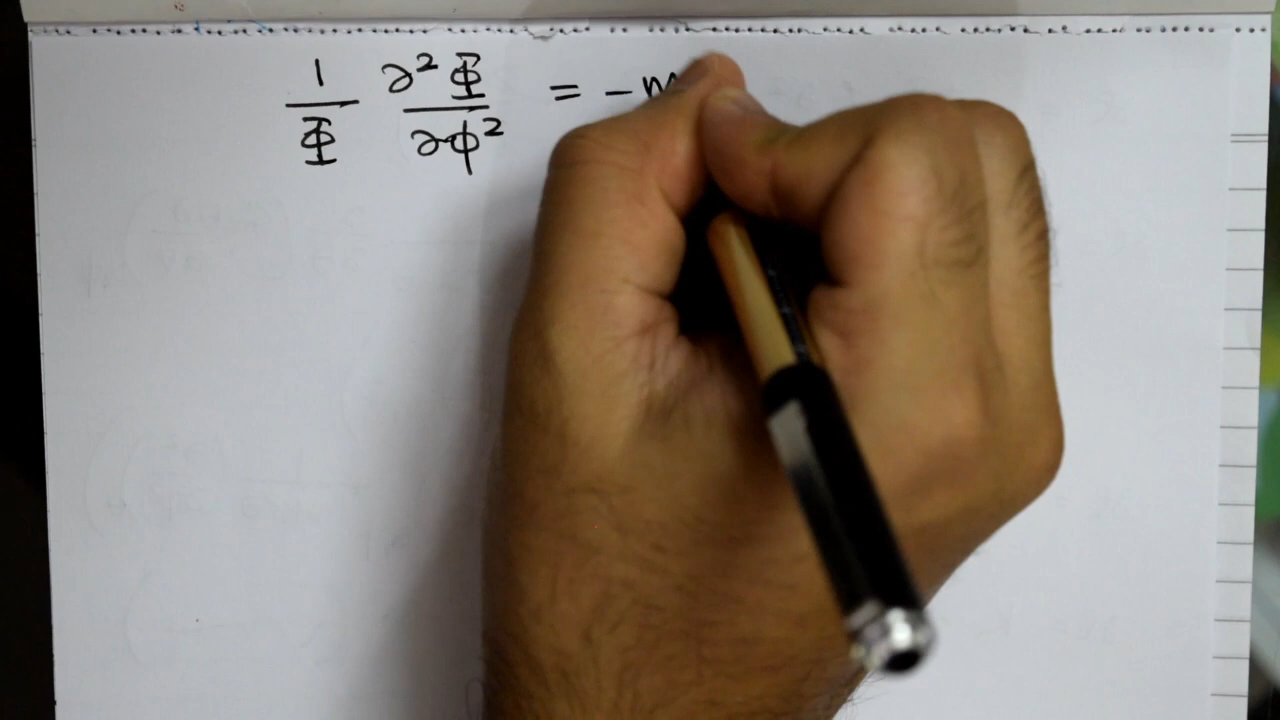 1/Φ ∂²Φ/∂ϕ² = -m